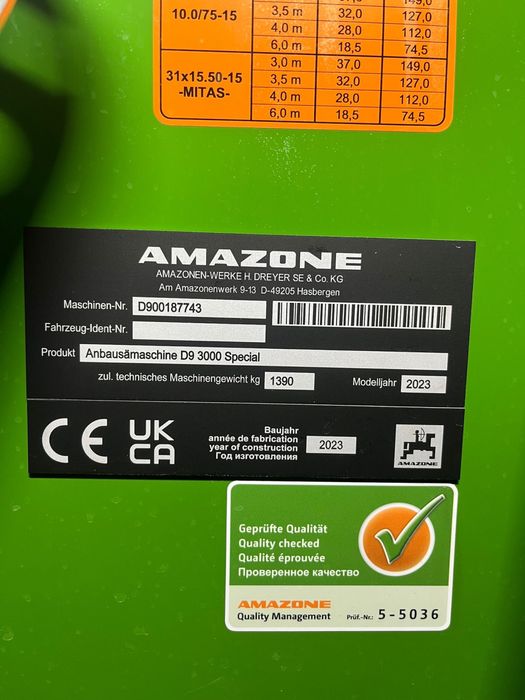 149,0
10.0/75-15
3,5 m 32,0 127,0
4,0 m 28,0 112,0
6,0 m 18,5 74,5
31x15.50-15
-MITAS-
3,0 m 37,0 149,0
3,5 m 32,0 127,0
4,0 m 28,0 112,0
6,0 m 18,5 74,5
AMAZONE
AMAZONEN-WERKE H. DREYER SE & Co. KG
Am Amazonenwerk 9-13 D-49205 Hasbergen
Maschinen-Nr. D900187743
Fahrzeug-Ident-Nr.
Produkt Anbausämaschine D9 3000 Special
zul. technisches Maschinengewicht kg 1390 Modelljahr 2023
CE UK
CA
Baujahr
année de fabrication
year of construction
Год изготовления
2023
AMAZONE
Geprüfte Qualität
Quality checked
Qualité éprouvée
Проверенное качество
AMAZONE
Quality Management Prüf.-Nr.: 5-5036